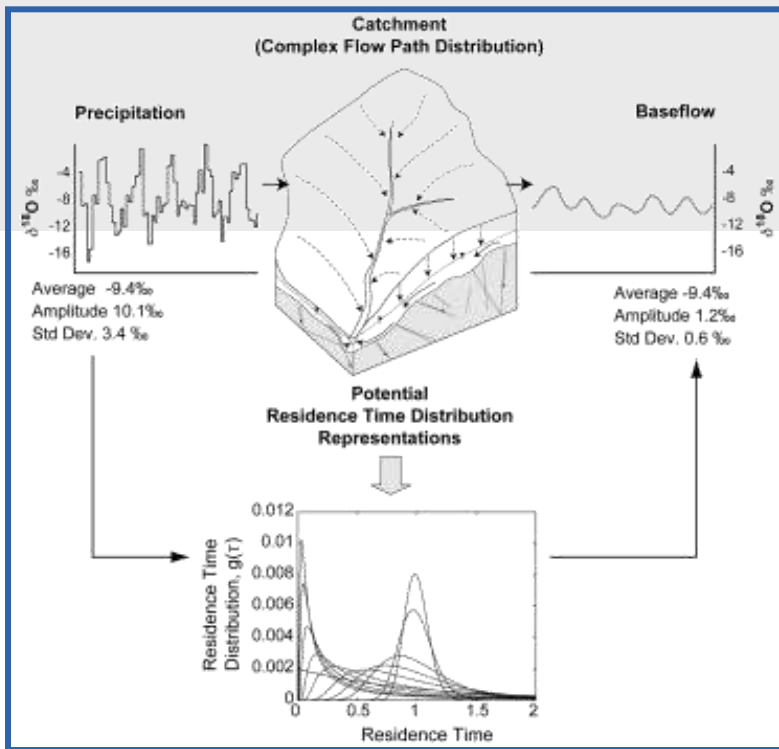 Catchment
(Complex Flow Path Distribution)
Precipitation
Baseflow
δ18O ‰
-4
-8
-12
-16
-4
-8
-12
-16
δ18O ‰
Average -9.4‰
Amplitude 10.1‰
Std Dev. 3.4 ‰
Average -9.4‰
Amplitude 1.2‰
Std Dev. 0.6 ‰
Potential
Residence Time Distribution
Representations
Residence Time
Distribution, g(τ)
0.012
0.01
0.008
0.006
0.004
0.002
0
0
0.5
1
1.5
2
Residence Time